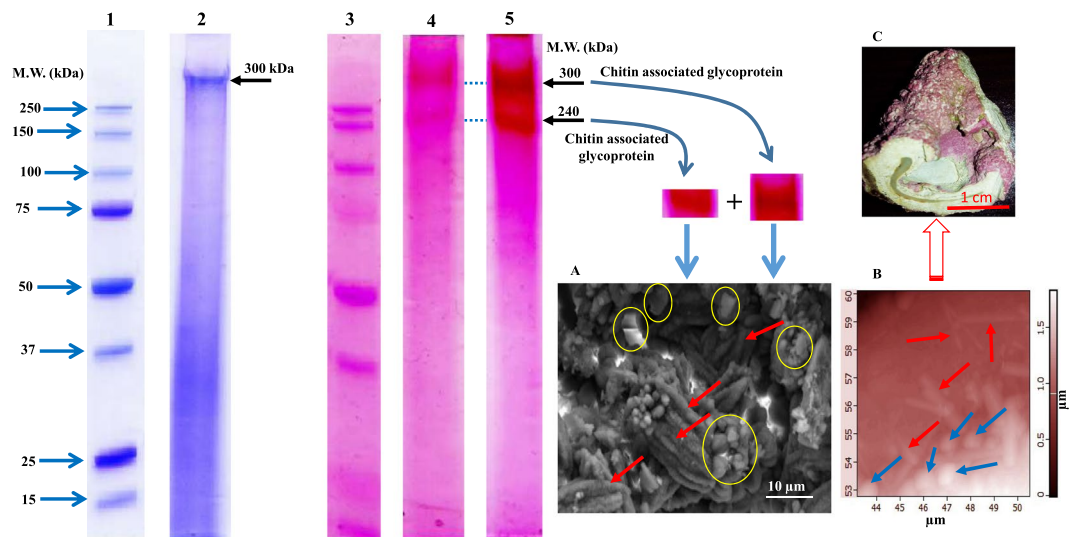 1
2
3
4
5
M.W. (kDa)
300 kDa
250
150
100
75
50
37
25
15
M.W. (kDa)
300
Chitin associated glycoprotein
240
Chitin associated
glycoprotein
+
A
10 µm
C
1 cm
B
60
59
58
57
56
55
54
53
44 45 46 47 48 49 50
µm
1.5
1.0
0.5
0
µm